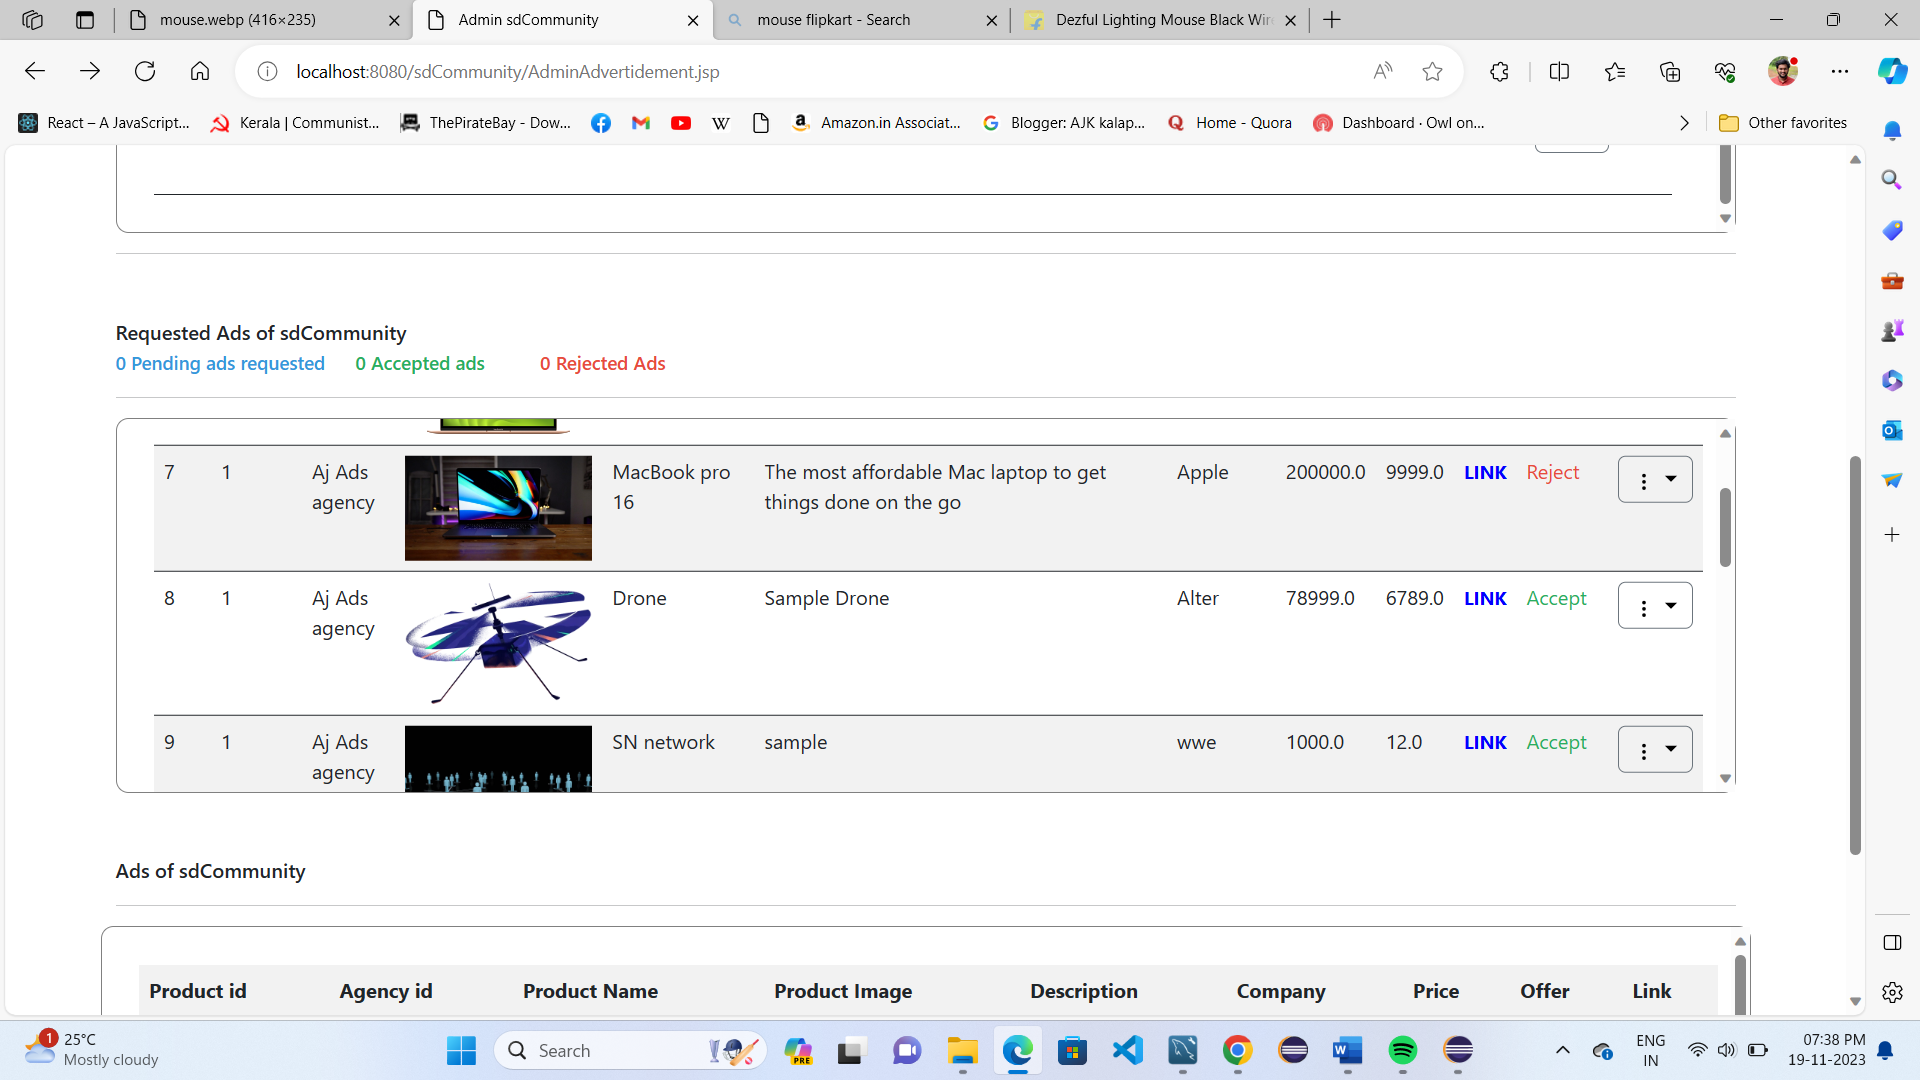 mouse.webp (416×235)
Admin sdCommunity
mouse flipkart - Search
Dezful Lighting Mouse Black Wire
localhost:8080/sdCommunity/AdminAdvertidement.jsp
React – A JavaScript...
Kerala | Communist...
ThePirateBay - Dow...
W
Amazon.in Associat...
Blogger: AJK kalap...
Home - Quora
Dashboard · Owl on...
Other favorites
Requested Ads of sdCommunity
0 Pending ads requested 0 Accepted ads 0 Rejected Ads
7 1 Aj Ads agency MacBook pro 16 The most affordable Mac laptop to get things done on the go Apple 200000.0 9999.0 LINK Reject
8 1 Aj Ads agency Drone Sample Drone Alter 78999.0 6789.0 LINK Accept
9 1 Aj Ads agency SN network sample wwe 1000.0 12.0 LINK Accept
Ads of sdCommunity
Product id Agency id Product Name Product Image Description Company Price Offer Link
1
25°C
Mostly cloudy
Search
PRE
ENG
IN
07:38 PM
19-11-2023